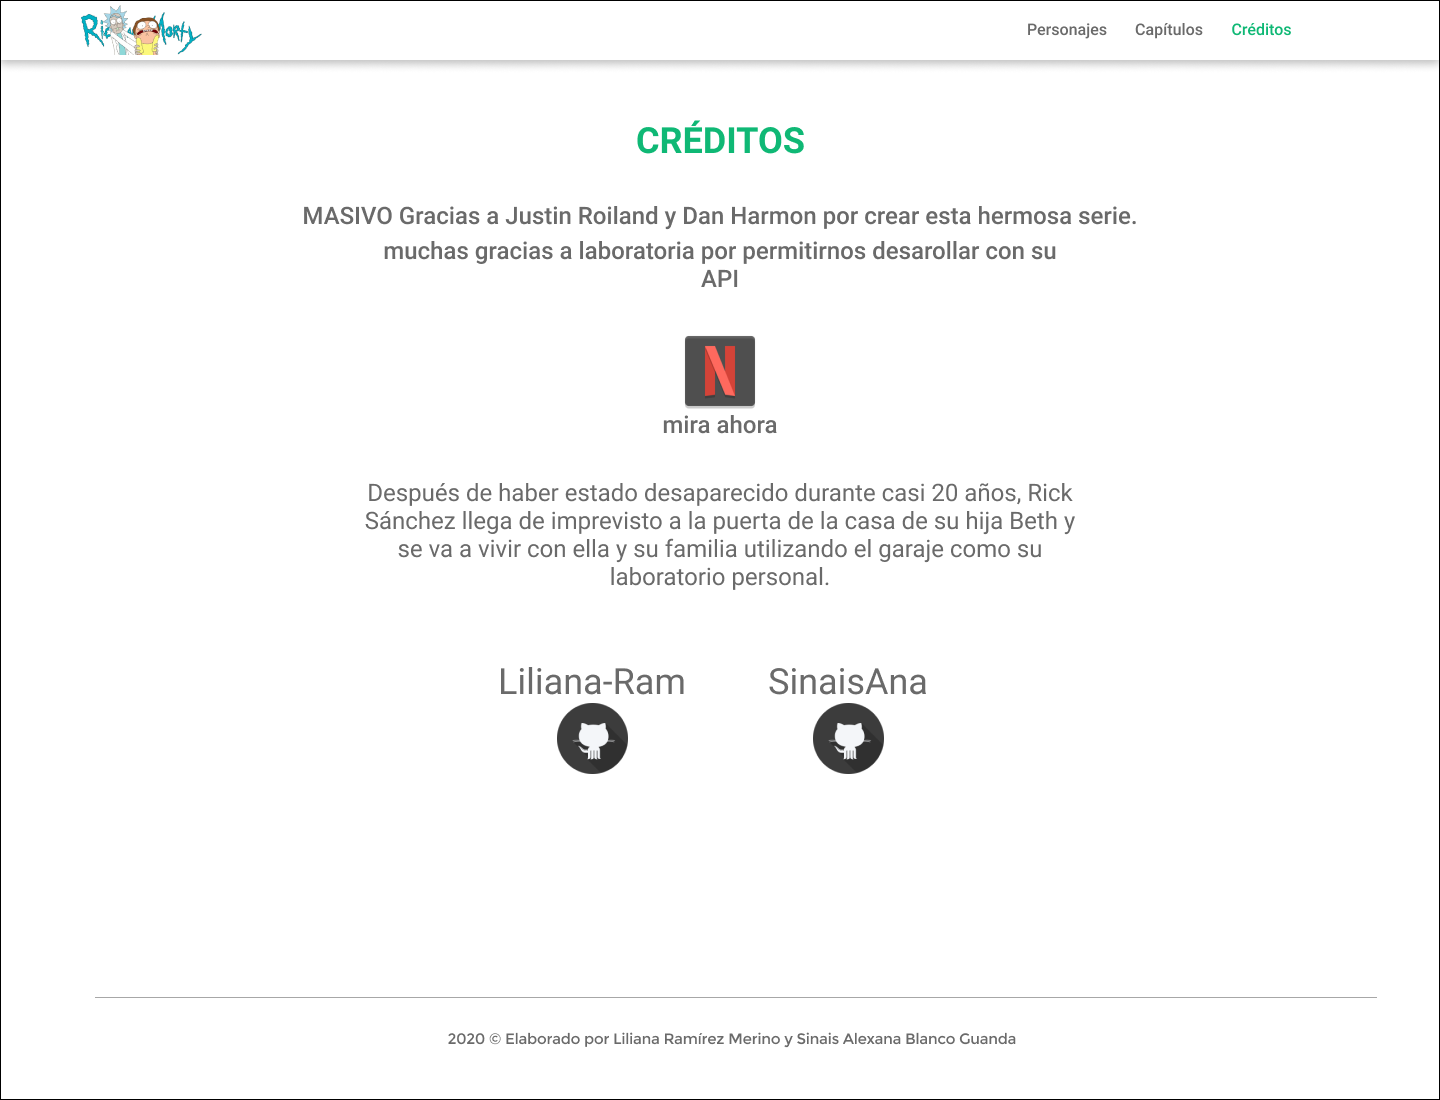 Rick y Morty
Personajes Capítulos Créditos
CRÉDITOS
MASIVO Gracias a Justin Roiland y Dan Harmon por crear esta hermosa serie.
muchas gracias a laboratoria por permitirnos desarollar con su
API
N
mira ahora
Después de haber estado desaparecido durante casi 20 años, Rick
Sánchez llega de imprevisto a la puerta de la casa de su hija Beth y
se va a vivir con ella y su familia utilizando el garaje como su
laboratorio personal.
Liliana-Ram SinaisAna
2020 © Elaborado por Liliana Ramírez Merino y Sinais Alexana Blanco Guanda